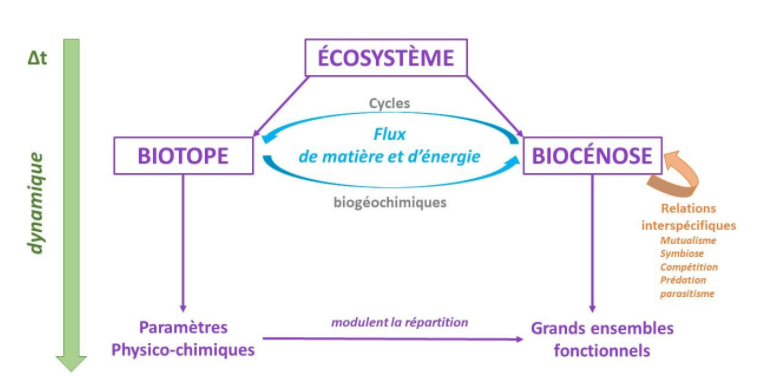 Δt
ÉCOSYSTÈME
Cycles
Flux
de matière et d'énergie
BIOTOPE
BIOCÉNOSE
biogéochimiques
dynamique
Relations
interspécifiques
Mutualisme
Symbiose
Compétition
Prédation
parasitisme
Paramètres
Physico-chimiques
modulent la répartition
Grands ensembles
fonctionnels